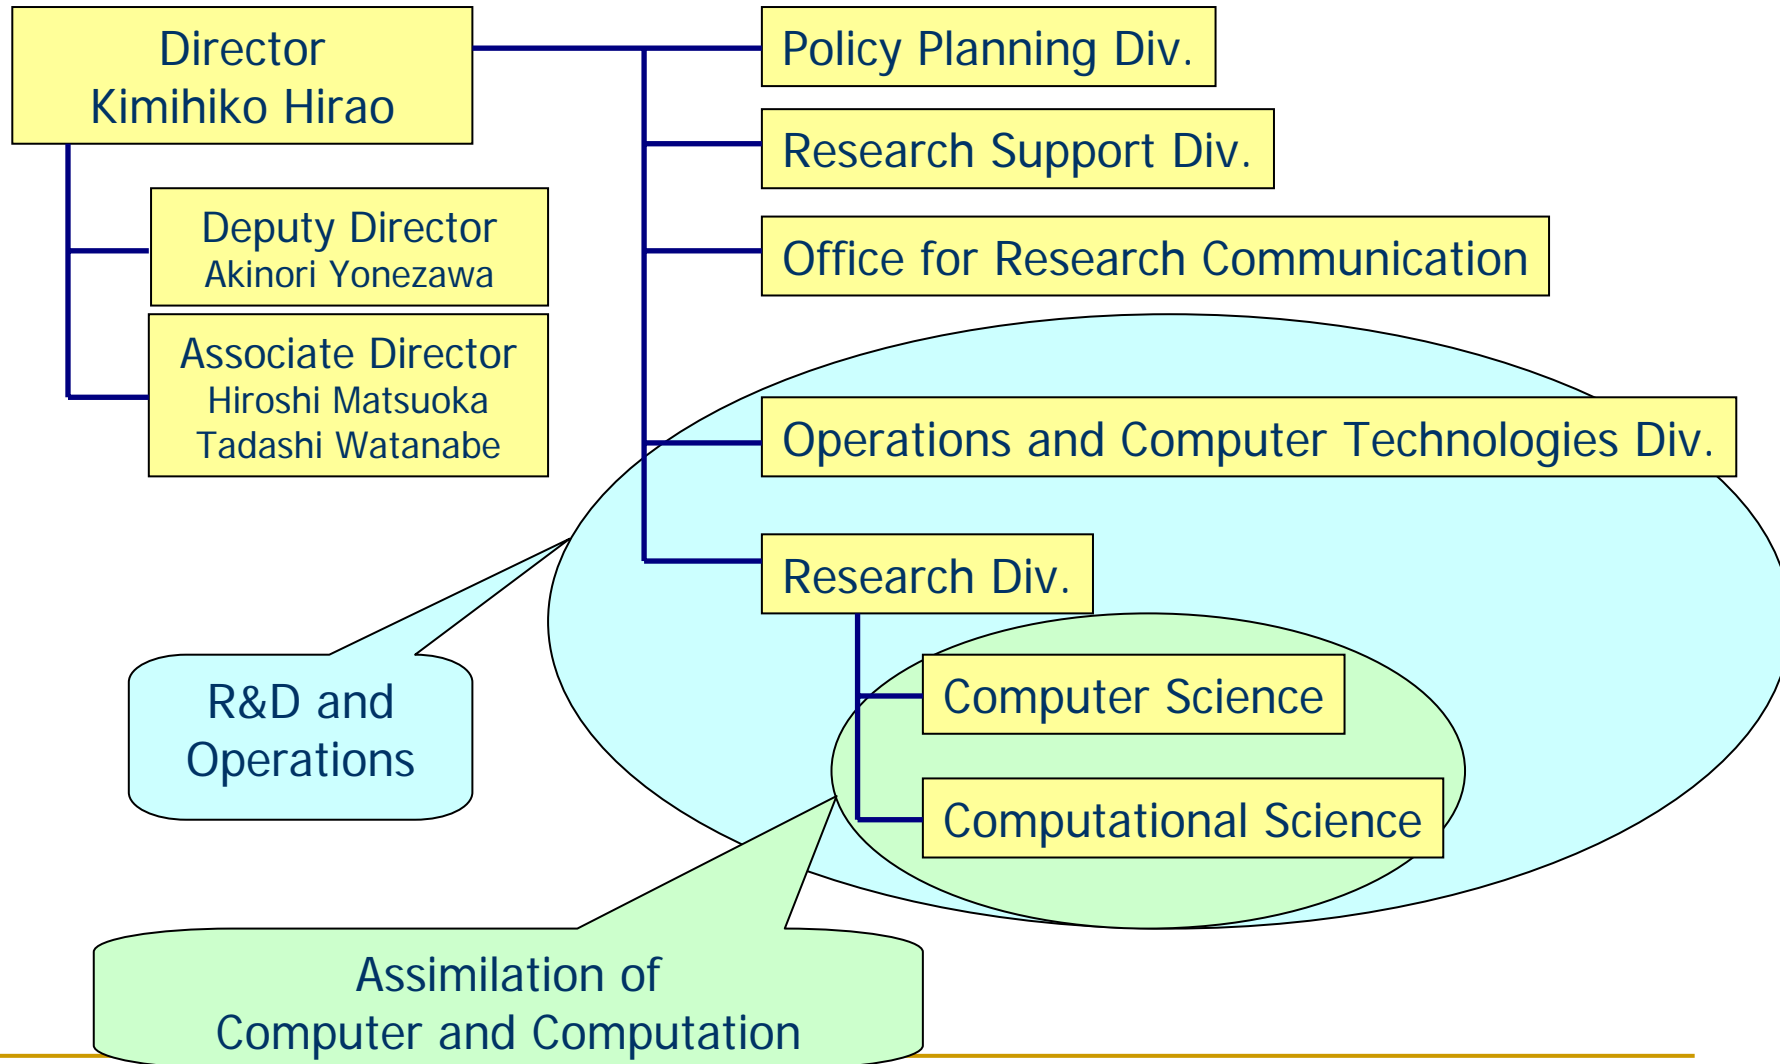 Director
Kimihiko Hirao
Deputy Director
Akinori Yonezawa
Associate Director
Hiroshi Matsuoka
Tadashi Watanabe
Policy Planning Div.
Research Support Div.
Office for Research Communication
Operations and Computer Technologies Div.
Research Div.
Computer Science
Computational Science
R&D and
Operations
Assimilation of
Computer and Computation